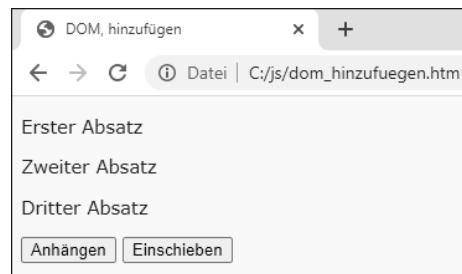 DOM, hinzufügen
Datei | C:/js/dom_hinzufuegen.htm
Erster Absatz
Zweiter Absatz
Dritter Absatz
Anhängen Einschieben